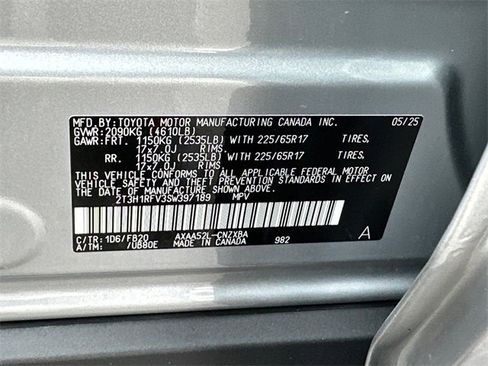 MFD.BY:TOYOTA MOTOR MANUFACTURING CANADA INC. 05/25
GVWR:2090KG (4610LB)
GAWR:FRT. 1150KG (2535LB) WITH 225/65R17 TIRES,
17x7.0J RIMS.
RR. 1150KG (2535LB) WITH 225/65R17 TIRES,
17x7.0J RIMS.
THIS VEHICLE CONFORMS TO ALL APPLICABLE FEDERAL MOTOR
VEHICLE SAFETY AND THEFT PREVENTION STANDARDS IN EFFECT
ON THE DATE OF MANUFACTURE SHOWN ABOVE.
2T3H1RFV3SW397189 MPV
C/TR:1D6/FB20 AXAA52L-CNZXBA
A/TM: /UB80E MADE IN CANADA 982
A